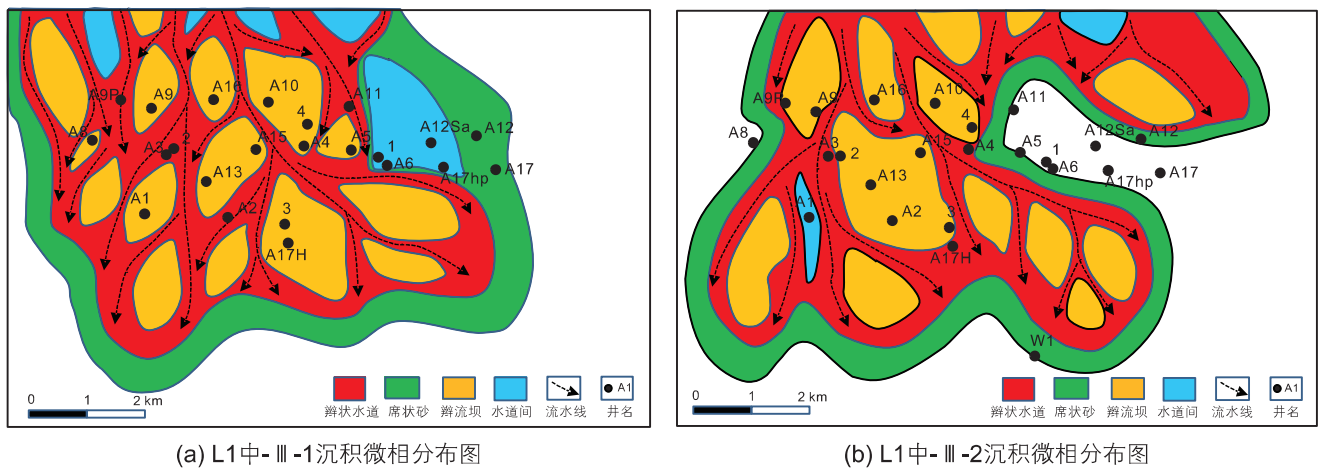 A9P
A9
A16
A10
4
A11
A8
A3
2
A15
A4
A5
1
A6
A12Sa
A12
A17hp
A17
A13
A1
A2
3
A17H
0 1 2 km
辫状水道 席状砂 辫流坝 水道间 流水线 井名
A1
(a) L1中-Ⅲ-1沉积微相分布图
A9P
A9
A16
A10
4
A11
A8
A3
2
A15
A4
A5
1
A6
A12Sa
A12
A17hp
A17
A13
A1
A2
3
A17H
W1
0 1 2 km
辫状水道 席状砂 辫流坝 水道间 流水线 井名
A1
(b) L1中-Ⅲ-2沉积微相分布图